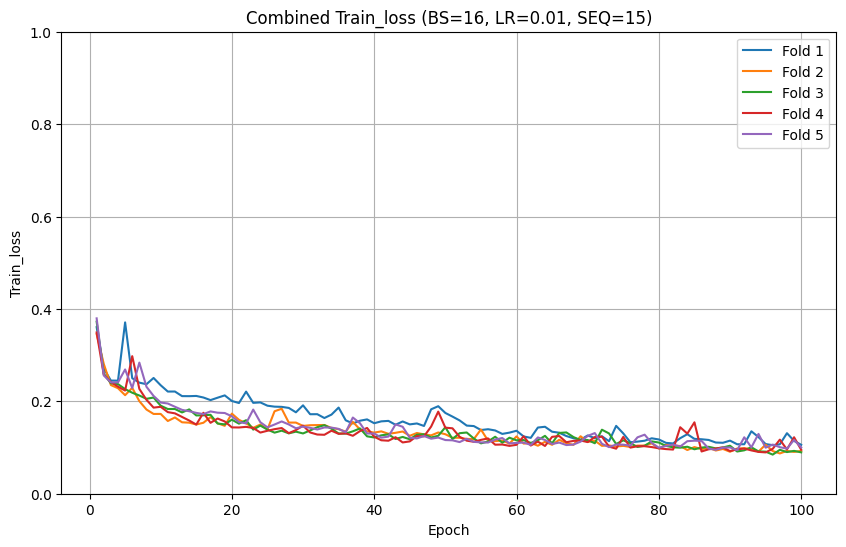 Combined Train_loss (BS=16, LR=0.01, SEQ=15)
1.0
0.8
0.6
0.4
0.2
0.0
Train_loss
Fold 1
Fold 2
Fold 3
Fold 4
Fold 5
0 20 40 60 80 100
Epoch